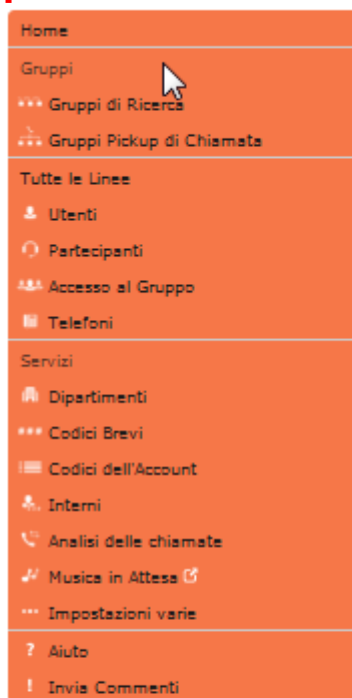 Home
Gruppi
Gruppi di Ricerca
Gruppi Pickup di Chiamata
Tutte le Linee
Utenti
Partecipanti
Accesso al Gruppo
Telefoni
Servizi
Dipartimenti
Codici Brevi
Codici dell'Account
Interni
Analisi delle chiamate
Musica in Attesa
Impostazioni varie
? Aiuto
! Invia Commenti